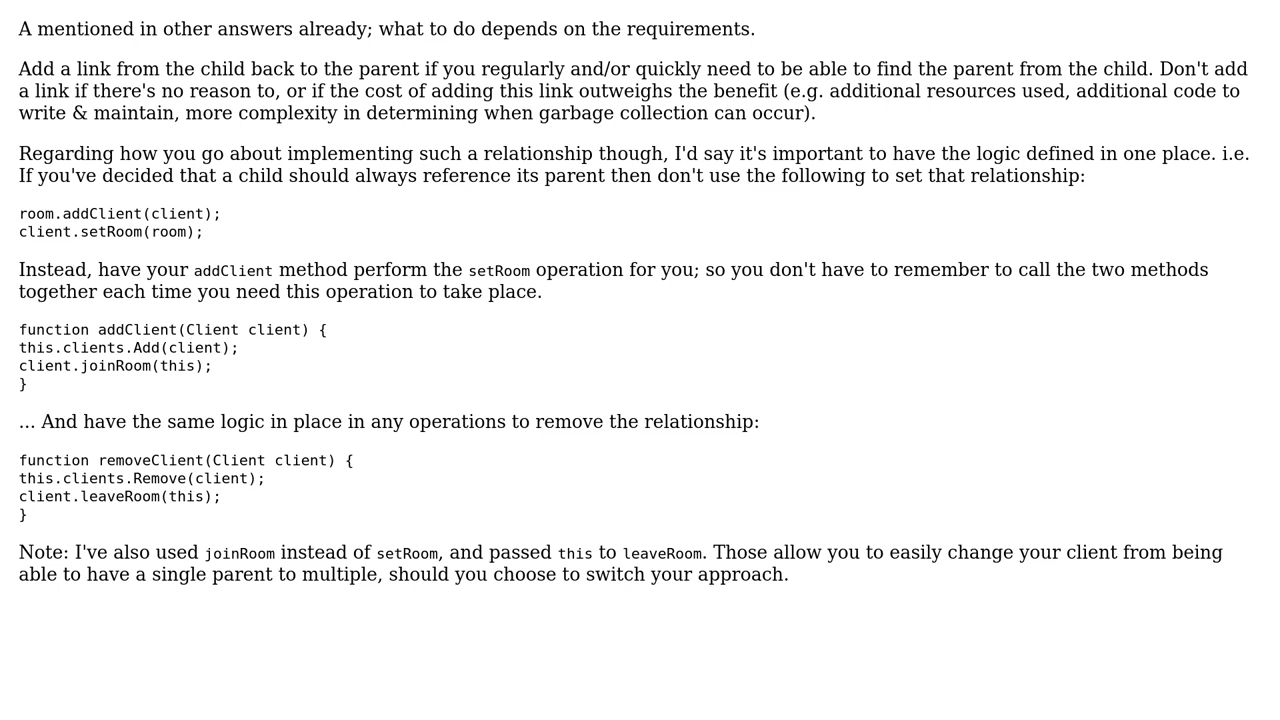 A mentioned in other answers already; what to do depends on the requirements.
Add a link from the child back to the parent if you regularly and/or quickly need to be able to find the parent from the child. Don't add
a link if there's no reason to, or if the cost of adding this link outweighs the benefit (e.g. additional resources used, additional code to
write & maintain, more complexity in determining when garbage collection can occur).
Regarding how you go about implementing such a relationship though, I'd say it's important to have the logic defined in one place. i.e.
If you've decided that a child should always reference its parent then don't use the following to set that relationship:
room.addClient(client);
client.setRoom(room);
Instead, have your addClient method perform the setRoom operation for you; so you don't have to remember to call the two methods
together each time you need this operation to take place.
function addClient(Client client) {
this.clients.Add(client);
client.joinRoom(this);
}
... And have the same logic in place in any operations to remove the relationship:
function removeClient(Client client) {
this.clients.Remove(client);
client.leaveRoom(this);
}
Note: I've also used joinRoom instead of setRoom, and passed this to leaveRoom. Those allow you to easily change your client from being
able to have a single parent to multiple, should you choose to switch your approach.